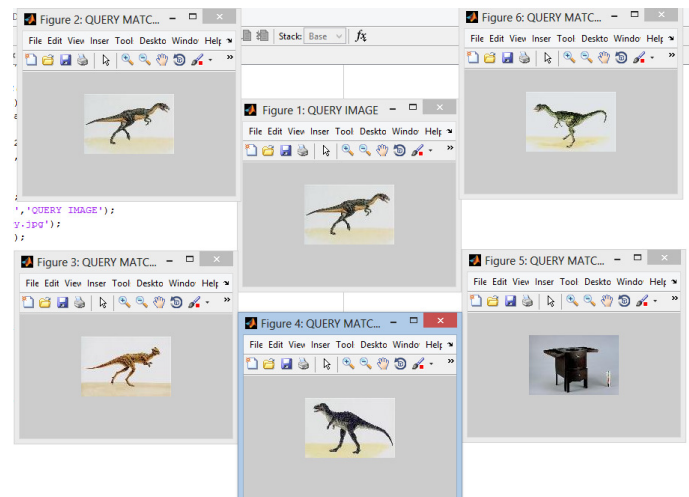 Figure 2: QUERY MATC...
File Edit View Inser Tool Deskto Windo Help
Stack: Base
fx
Figure 6: QUERY MATC...
File Edit View Inser Tool Deskto Windo Help
Figure 1: QUERY IMAGE
File Edit View Inser Tool Deskto Windo Help
','QUERY IMAGE');
y.jpg');
);
Figure 3: QUERY MATC...
File Edit View Inser Tool Deskto Windo Help
Figure 4: QUERY MATC...
File Edit View Inser Tool Deskto Windo Help
Figure 5: QUERY MATC...
File Edit View Inser Tool Deskto Windo Help